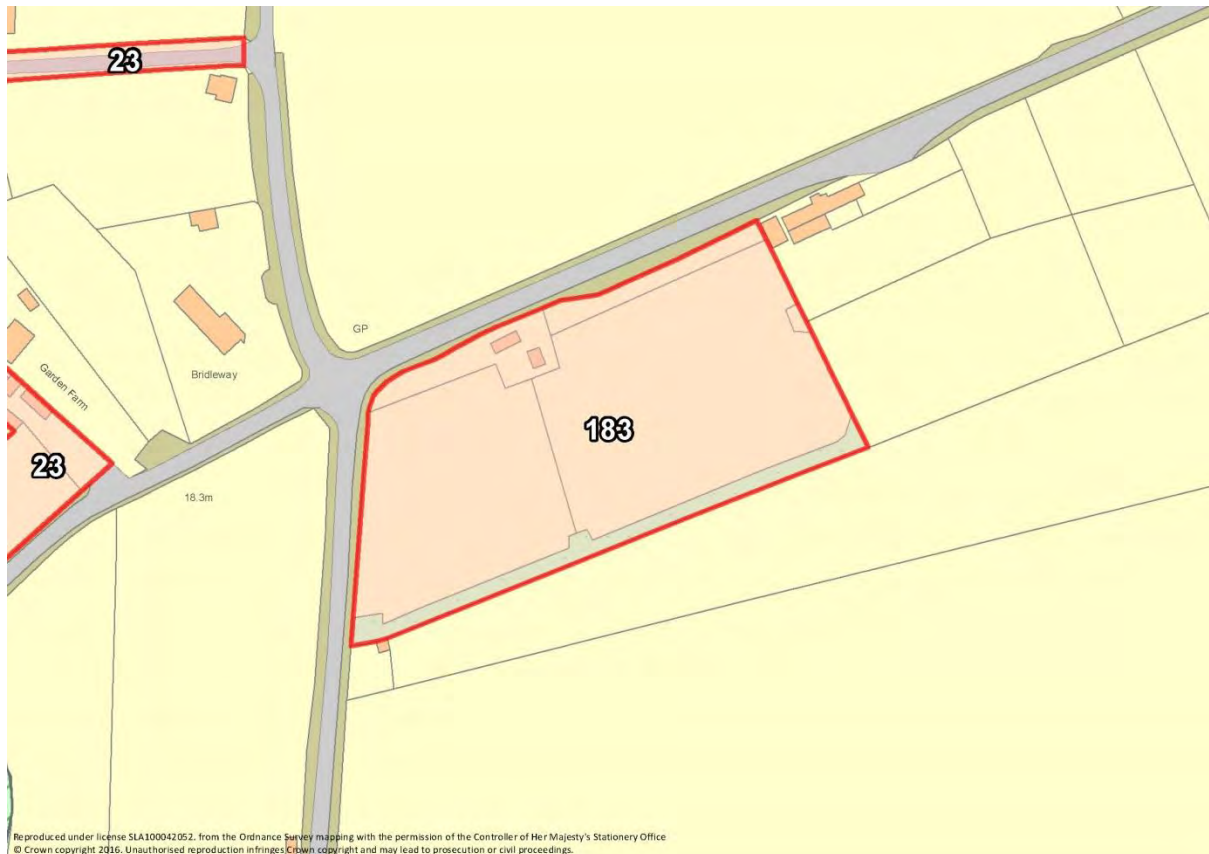 23
GP
Garden Farm
Bridleway
183
23
18.3m
Reproduced under license SLA100042052. from the Ordnance Survey mapping with the permission of the Controller of Her Majesty's Stationery Office
© Crown copyright 2016. Unauthorised reproduction infringes Crown copyright and may lead to prosecution or civil proceedings.